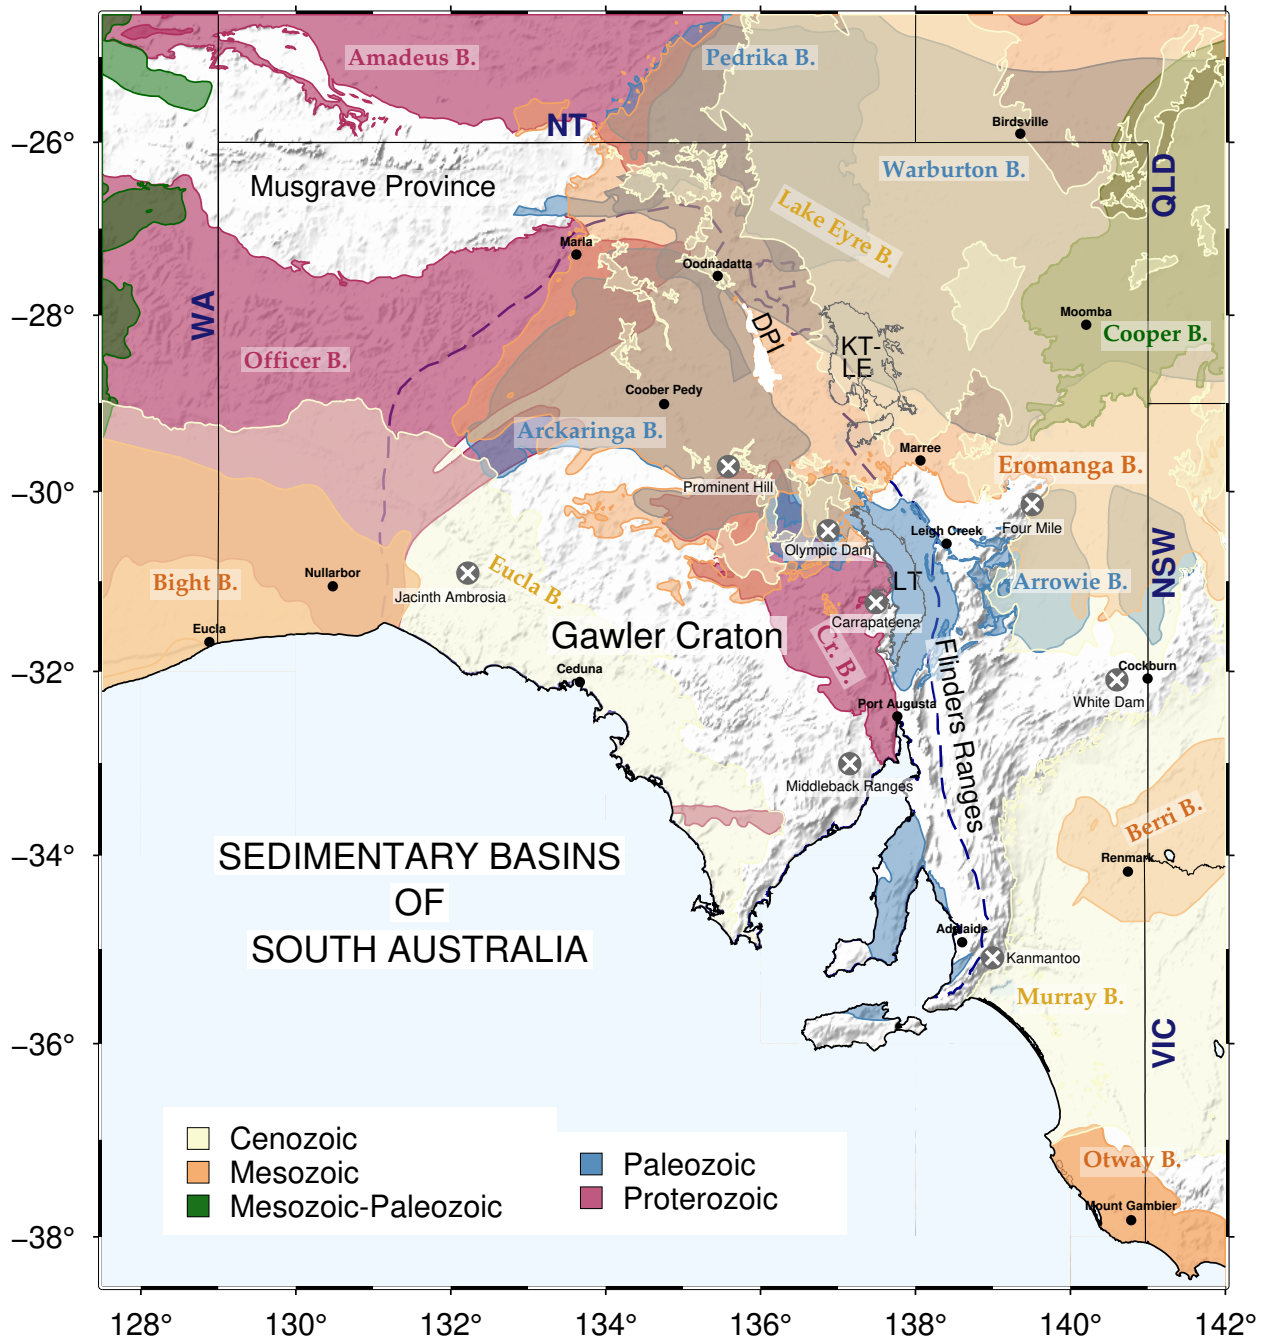 Amadeus B.
Pedrika B.
Birdsville
NT
−26°
Musgrave Province
Warburton B.
QLD
Lake Eyre B.
Marla
Oodnadatta
−28°
WA
DPI
Moomba
KT-
LE
Cooper B.
Officer B.
Coober Pedy
Arckaringa B.
Marree
Eromanga B.
Prominent Hill
−30°
Four Mile
Leigh Creek
Olympic Dam
NSW
Nullarbor
Bight B.
Eucla B.
Jacinth Ambrosia
LT
Arrowie B.
Carrapateena
Eucla
Gawler Craton
Cr. B.
Flinders Ranges
−32°
Ceduna
Cockburn
White Dam
Port Augusta
Middleback Ranges
Berri B.
−34°
SEDIMENTARY BASINS
OF
SOUTH AUSTRALIA
Renmark
Adelaide
Kanmantoo
Murray B.
−36°
VIC
Cenozoic
Mesozoic
Mesozoic-Paleozoic
Paleozoic
Proterozoic
Otway B.
Mount Gambier
−38°
128°
130°
132°
134°
136°
138°
140°
142°